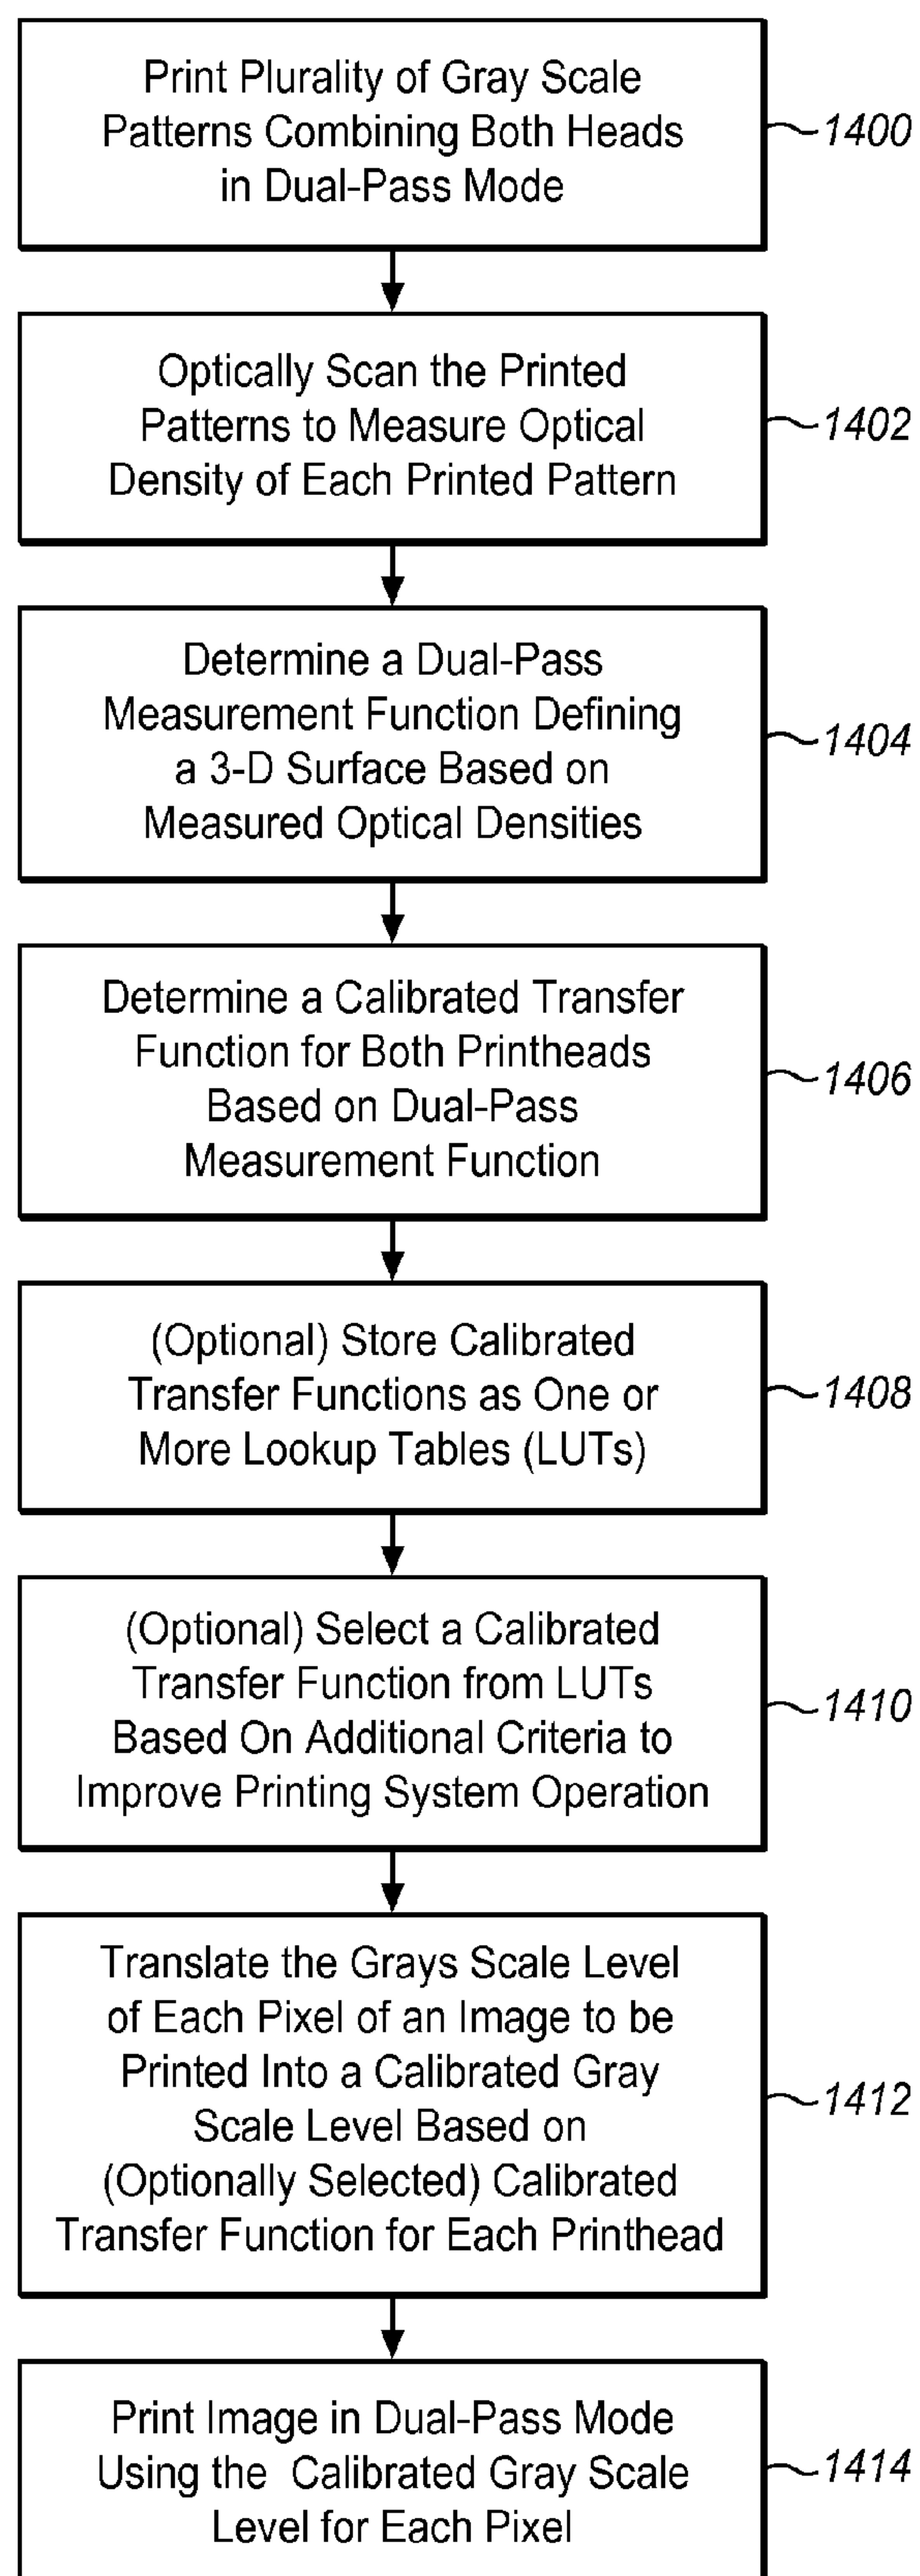 Print Plurality of Gray Scale
Patterns Combining Both Heads
in Dual-Pass Mode
1400
Optically Scan the Printed
Patterns to Measure Optical
Density of Each Printed Pattern
1402
Determine a Dual-Pass
Measurement Function Defining
a 3-D Surface Based on
Measured Optical Densities
1404
Determine a Calibrated Transfer
Function for Both Printheads
Based on Dual-Pass
Measurement Function
1406
(Optional) Store Calibrated
Transfer Functions as One or
More Lookup Tables (LUTs)
1408
(Optional) Select a Calibrated
Transfer Function from LUTs
Based On Additional Criteria to
Improve Printing System Operation
1410
Translate the Grays Scale Level
of Each Pixel of an Image to be
Printed Into a Calibrated Gray
Scale Level Based on
(Optionally Selected) Calibrated
Transfer Function for Each Printhead
1412
Print Image in Dual-Pass Mode
Using the Calibrated Gray Scale
Level for Each Pixel
1414